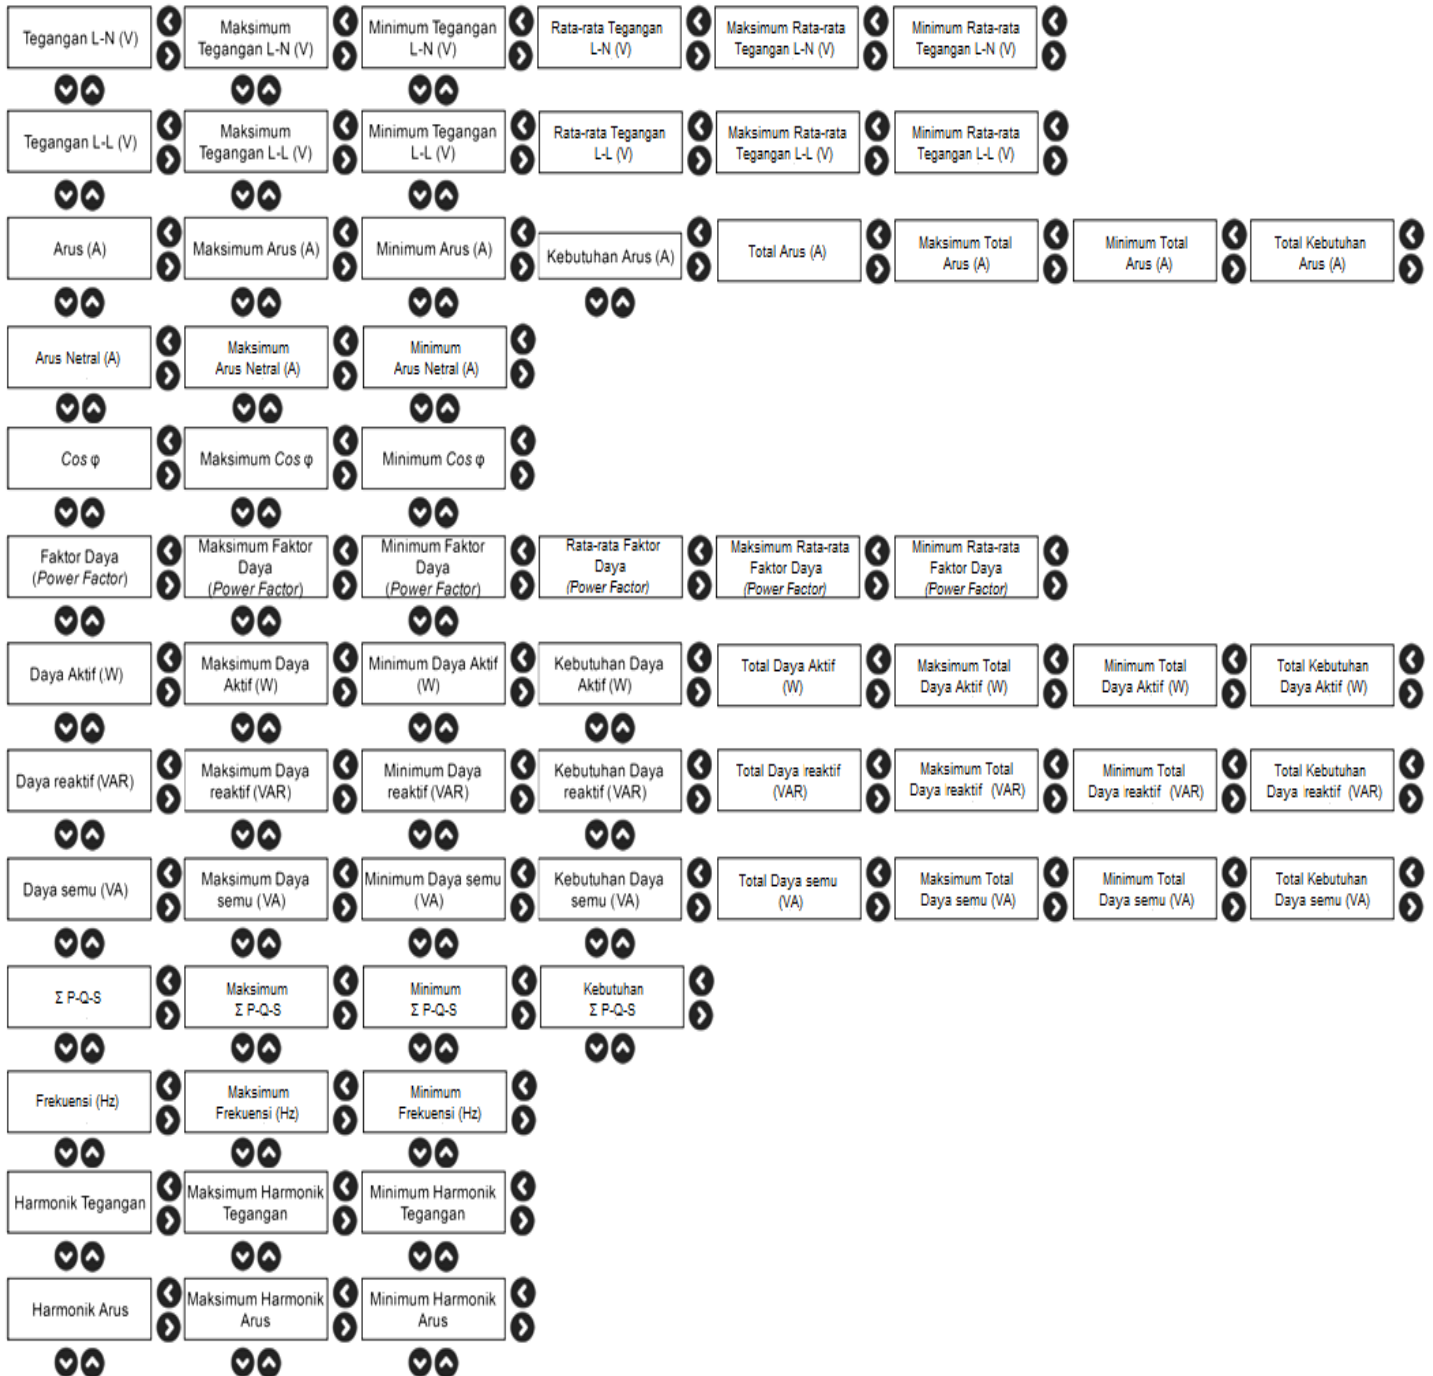 Tegangan L-N (V)
Maksimum
Tegangan L-N (V)
Minimum Tegangan
L-N (V)
Rata-rata Tegangan
L-N (V)
Maksimum Rata-rata
Tegangan L-N (V)
Minimum Rata-rata
Tegangan L-N (V)
Tegangan L-L (V)
Maksimum
Tegangan L-L (V)
Minimum Tegangan
L-L (V)
Rata-rata Tegangan
L-L (V)
Maksimum Rata-rata
Tegangan L-L (V)
Minimum Rata-rata
Tegangan L-L (V)
Arus (A)
Maksimum Arus (A)
Minimum Arus (A)
Kebutuhan Arus (A)
Total Arus (A)
Maksimum Total
Arus (A)
Minimum Total
Arus (A)
Total Kebutuhan
Arus (A)
Arus Netral (A)
Maksimum
Arus Netral (A)
Minimum
Arus Netral (A)
Cos φ
Maksimum Cos φ
Minimum Cos φ
Faktor Daya
(Power Factor)
Maksimum Faktor
Daya
(Power Factor)
Minimum Faktor
Daya
(Power Factor)
Rata-rata Faktor
Daya
(Power Factor)
Maksimum Rata-rata
Faktor Daya
(Power Factor)
Minimum Rata-rata
Faktor Daya
(Power Factor)
Daya Aktif (W)
Maksimum Daya
Aktif (W)
Minimum Daya Aktif
(W)
Kebutuhan Daya
Aktif (W)
Total Daya Aktif
(W)
Maksimum Total
Daya Aktif (W)
Minimum Total
Daya Aktif (W)
Total Kebutuhan
Daya Aktif (W)
Daya reaktif (VAR)
Maksimum Daya
reaktif (VAR)
Minimum Daya
reaktif (VAR)
Kebutuhan Daya
reaktif (VAR)
Total Daya reaktif
(VAR)
Maksimum Total
Daya reaktif (VAR)
Minimum Total
Daya reaktif (VAR)
Total Kebutuhan
Daya reaktif (VAR)
Daya semu (VA)
Maksimum Daya
semu (VA)
Minimum Daya semu
(VA)
Kebutuhan Daya
semu (VA)
Total Daya semu
(VA)
Maksimum Total
Daya semu (VA)
Minimum Total
Daya semu (VA)
Total Kebutuhan
Daya semu (VA)
Σ P-Q-S
Maksimum
Σ P-Q-S
Minimum
Σ P-Q-S
Kebutuhan
Σ P-Q-S
Frekuensi (Hz)
Maksimum
Frekuensi (Hz)
Minimum
Frekuensi (Hz)
Harmonik Tegangan
Maksimum Harmonik
Tegangan
Minimum Harmonik
Tegangan
Harmonik Arus
Maksimum Harmonik
Arus
Minimum Harmonik
Arus